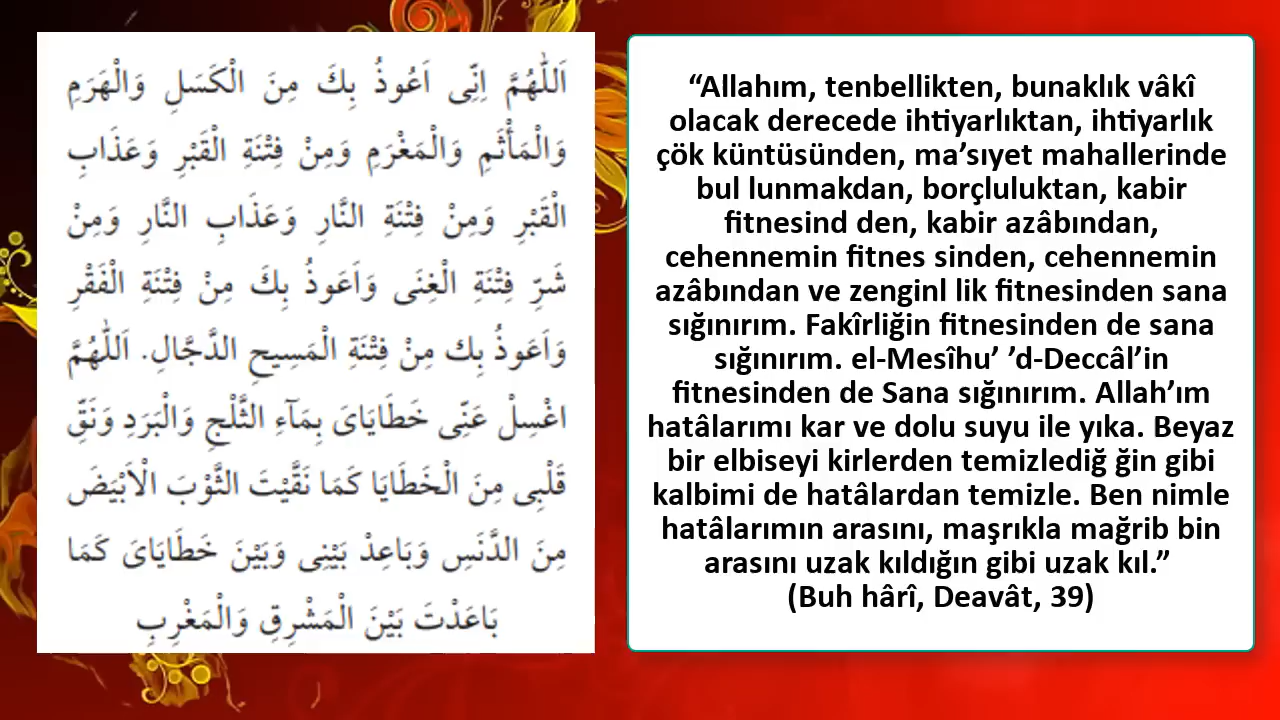 اَللّٰهُمَّ اِنِّى اَعُوذُ بِكَ مِنَ الْكَسَلِ وَالْهَرَمِ
وَالْمَأْثَمِ وَالْمَغْرَمِ وَمِنْ فِتْنَةِ الْقَبْرِ وَعَذَابِ
الْقَبْرِ وَمِنْ فِتْنَةِ النَّارِ وَعَذَابِ النَّارِ وَمِنْ
شَرِّ فِتْنَةِ الْغِنَى وَاَعَوذُ بِكَ مِنْ فِتْنَةِ الْفَقْرِ
وَاَعَوذُ بِك مِنْ فِتْنَةِ الْمَسِيحِ الدَّجَّالِ. اَللّٰهُمَّ
اغْسِلْ عَنِّى خَطَايَاىَ بِمَآءِ الثَّلْجِ وَالْبَرَدِ وَنَقِّ
قَلْبِى مِنَ الْخَطَايَا كَمَا نَقَّيْتَ الثَّوْبَ الْاَبْيَضَ
مِنَ الدَّنَسِ وَبَاعِدْ بَيْنِى وَبَيْنَ خَطَايَاىَ كَمَا
بَاعَدْتَ بَيْنَ الْمَشْرِقِ وَالْمَغْرِبِ
“Allahım, tenbellikten, bunaklık vâkî
olacak derecede ihtiyarlıktan, ihtiyarlık
çök küntüsünden, ma’sıyet mahallerinde
bul lunmakdan, borçluluktan, kabir
fitnesind den, kabir azâbından,
cehennemin fitnes sinden, cehennemin
azâbından ve zenginl lik fitnesinden sana
sığınırım. Fakîrliğin fitnesinden de sana
sığınırım. el-Mesîhu’ ’d-Deccâl’in
fitnesinden de Sana sığınırım. Allah’ım
hatâlarımı kar ve dolu suyu ile yıka. Beyaz
bir elbiseyi kirlerden temizlediğ ğin gibi
kalbimi de hatâlardan temizle. Ben nimle
hatâlarımın arasını, maşrıkla mağrib bin
arasını uzak kıldığın gibi uzak kıl.”
(Buh hârî, Deavât, 39)